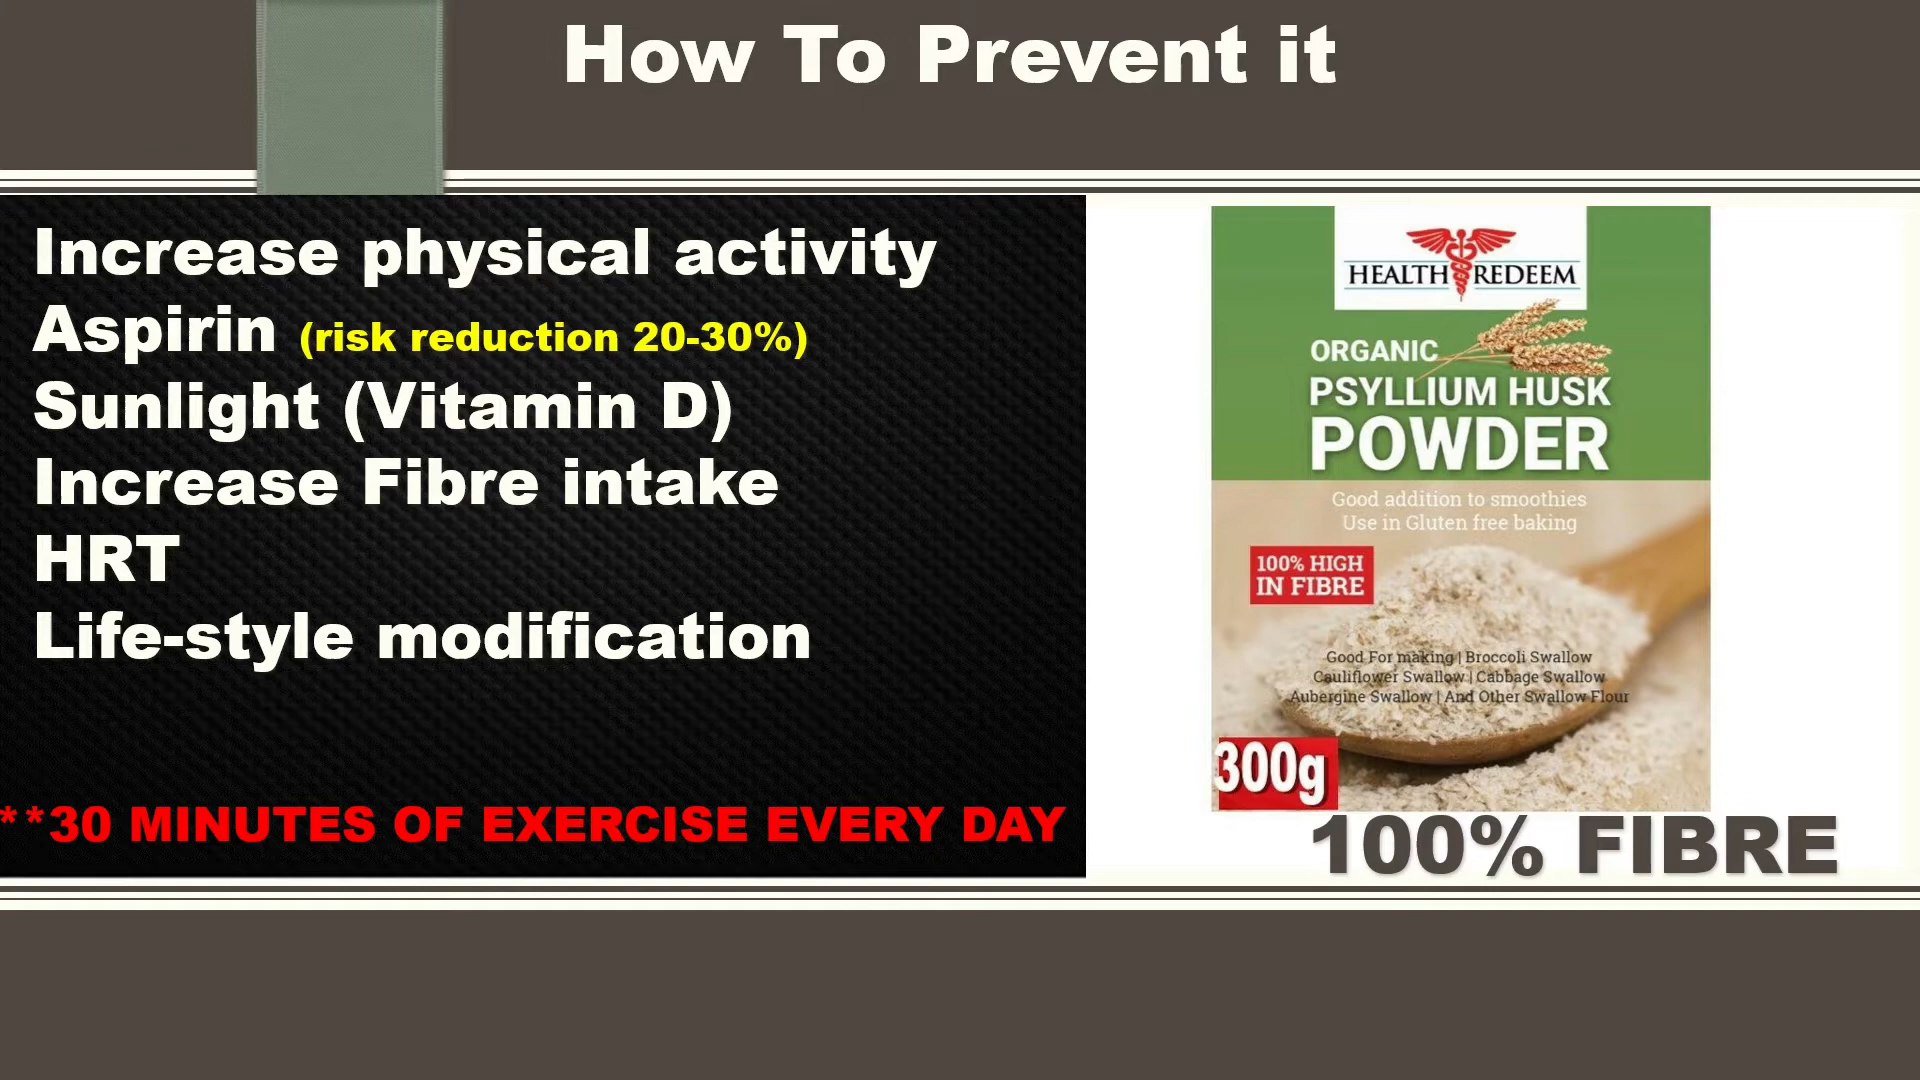 How To Prevent it
Increase physical activity
Aspirin (risk reduction 20-30%)
Sunlight (Vitamin D)
Increase Fibre intake
HRT
Life-style modification
**30 MINUTES OF EXERCISE EVERY DAY
HEALTH REDEEM
ORGANIC
PSYLLIUM HUSK
POWDER
Good addition to smoothies
Use in Gluten free baking
100% HIGH
IN FIBRE
Good For making | Broccoli Swallow
Cauliflower Swallow | Cabbage Swallow
Aubergine Swallow | And Other Swallow Flour
300g
100% FIBRE